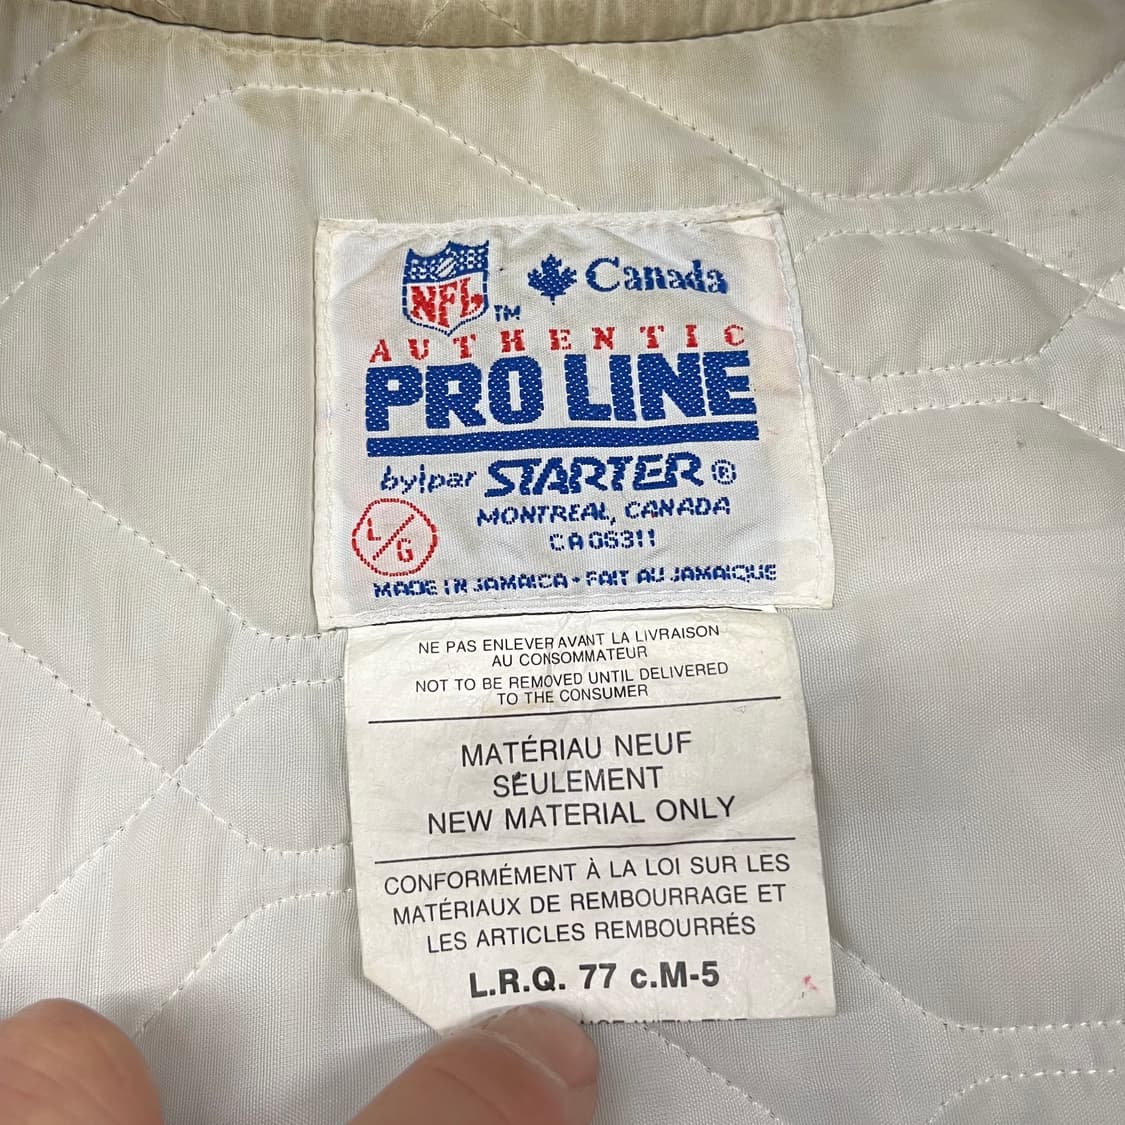 NFL TM Canada
AUTHENTIC
PRO LINE
by|par STARTER ®
MONTREAL, CANADA
CA06311
L/G
MADE IN JAMAICA - FAIT AU JAMAIQUE
NE PAS ENLEVER AVANT LA LIVRAISON
AU CONSOMMATEUR
NOT TO BE REMOVED UNTIL DELIVERED
TO THE CONSUMER
MATÉRIAU NEUF
SEULEMENT
NEW MATERIAL ONLY
CONFORMÉMENT À LA LOI SUR LES
MATÉRIAUX DE REMBOURRAGE ET
LES ARTICLES REMBOURRÉS
L.R.Q. 77 c.M-5